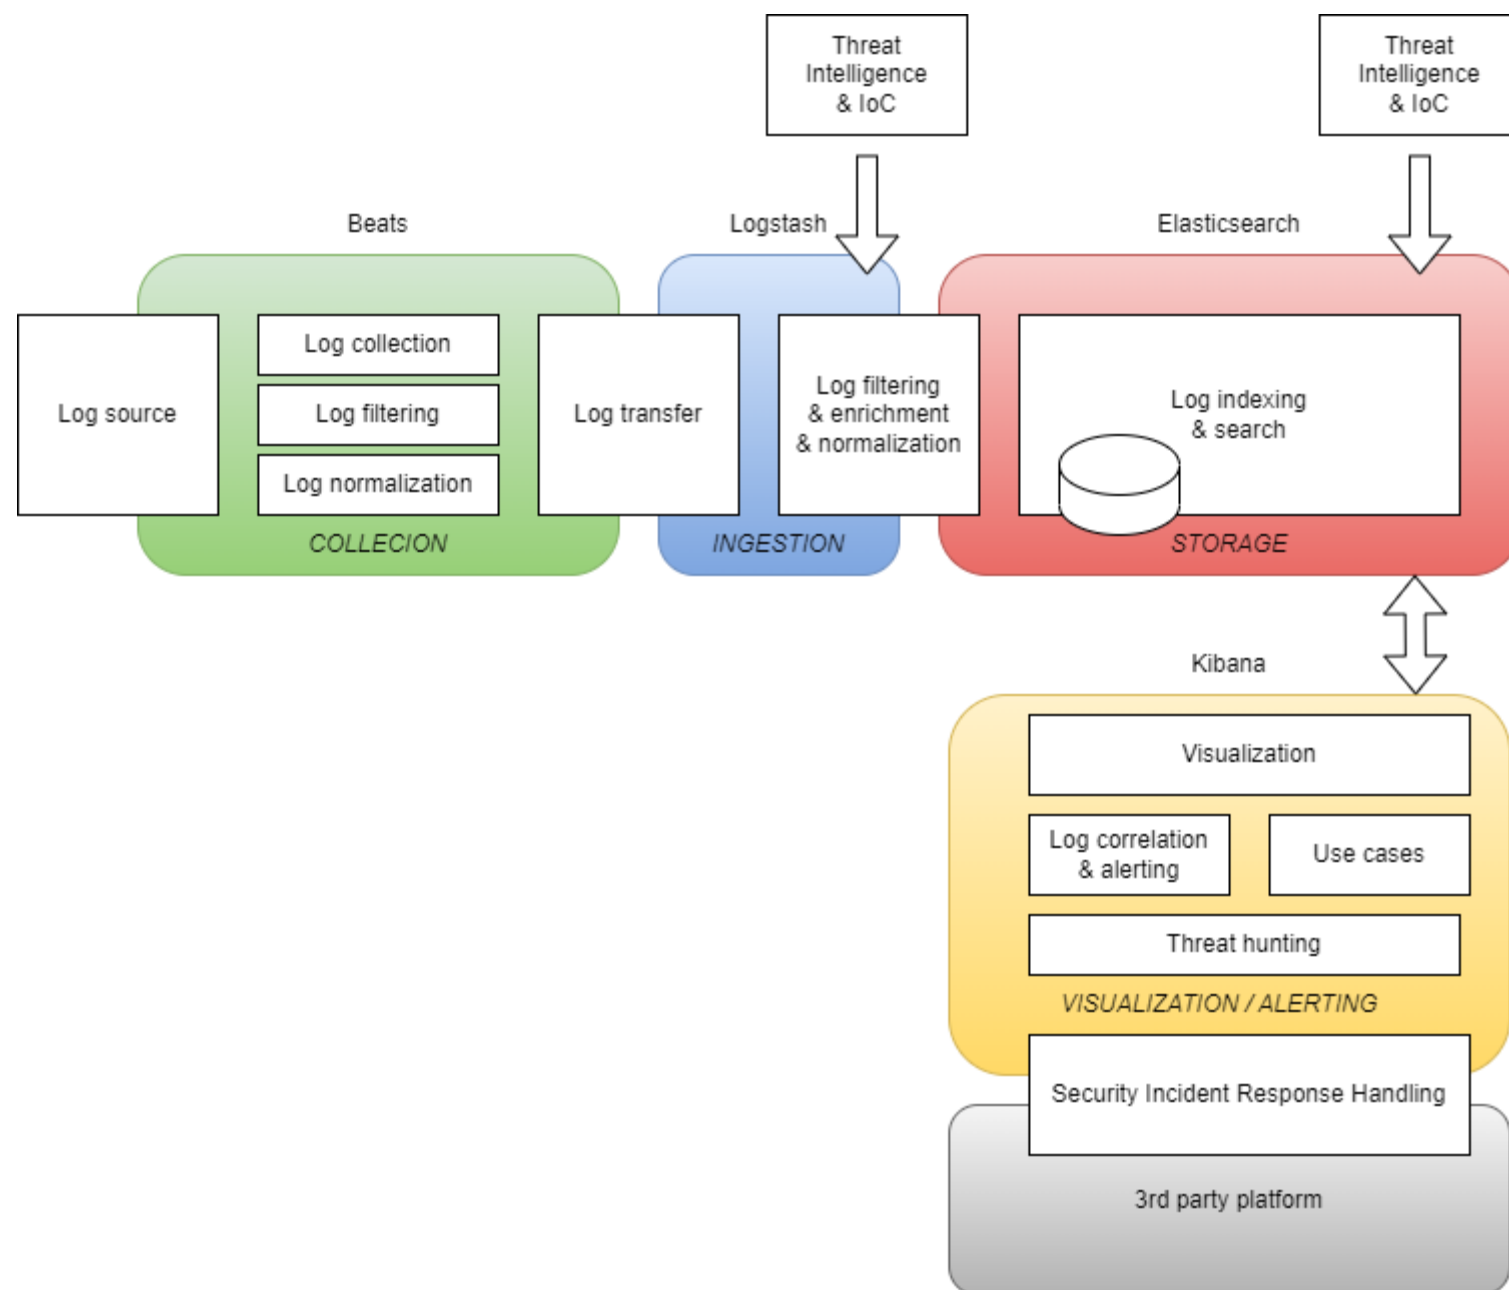 Threat
Intelligence
& IoC
Threat
Intelligence
& IoC
Beats
Logstash
Elasticsearch
Log source
Log collection
Log filtering
Log normalization
Log transfer
Log filtering
& enrichment
& normalization
Log indexing
& search
COLLECION
INGESTION
STORAGE
Kibana
Visualization
Log correlation
& alerting
Use cases
Threat hunting
VISUALIZATION / ALERTING
Security Incident Response Handling
3rd party platform